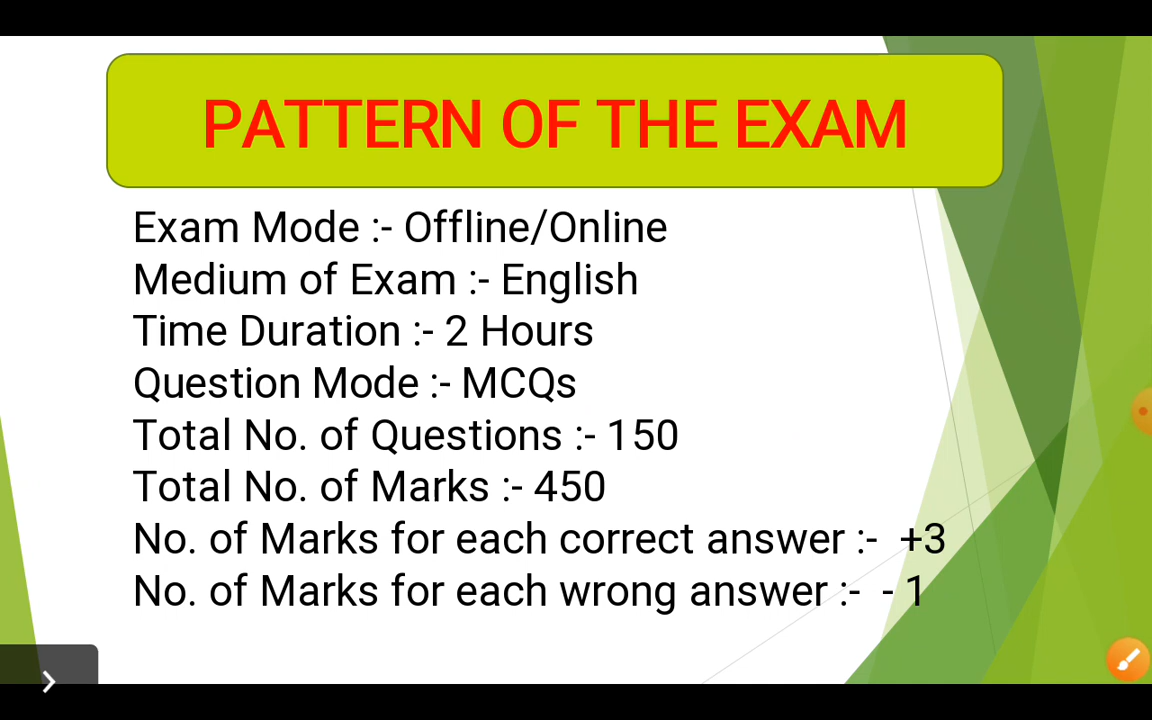 PATTERN OF THE EXAM
Exam Mode :- Offline/Online
Medium of Exam :- English
Time Duration :- 2 Hours
Question Mode :- MCQs
Total No. of Questions :- 150
Total No. of Marks :- 450
No. of Marks for each correct answer :-  +3
No. of Marks for each wrong answer :-  - 1